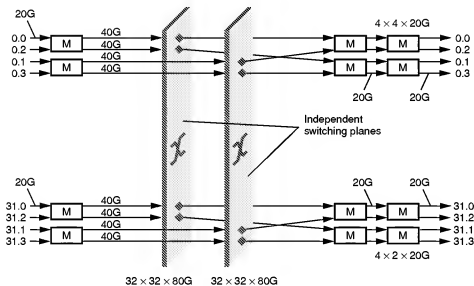 20G
40G
4 × 4 × 20G
0.0
M
M
M
0.0
0.2
40G
0.2
0.1
40G
0.1
M
M
M
0.3
40G
0.3
20G
20G
Independent
switching planes
20G
40G
20G
20G
31.0
M
M
M
31.0
31.2
40G
31.2
31.1
40G
31.1
M
M
M
31.3
40G
31.3
4 × 2 × 20G
32 × 32 × 80G
32 × 32 × 80G